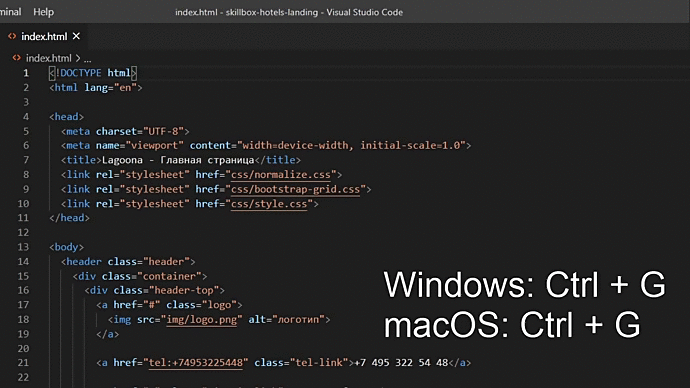 minal Help index.html - skillbox-hotels-landing - Visual Studio Code
index.html
index.html > ...
1 <!DOCTYPE html>
2 <html lang="en">
3
4 <head>
5 <meta charset="UTF-8">
6 <meta name="viewport" content="width=device-width, initial-scale=1.0">
7 <title>Lagoona - Главная страница</title>
8 <link rel="stylesheet" href="css/normalize.css">
9 <link rel="stylesheet" href="css/bootstrap-grid.css">
10 <link rel="stylesheet" href="css/style.css">
11 </head>
12
13 <body>
14 <header class="header">
15 <div class="container">
16 <div class="header-top">
17 <a href="#" class="logo">
18 <img src="img/logo.png" alt="логотип">
19 </a>
20
21 <a href="tel:+74953225448" class="tel-link">+7 495 322 54 48</a>
22
Windows: Ctrl + G
macOS: Ctrl + G